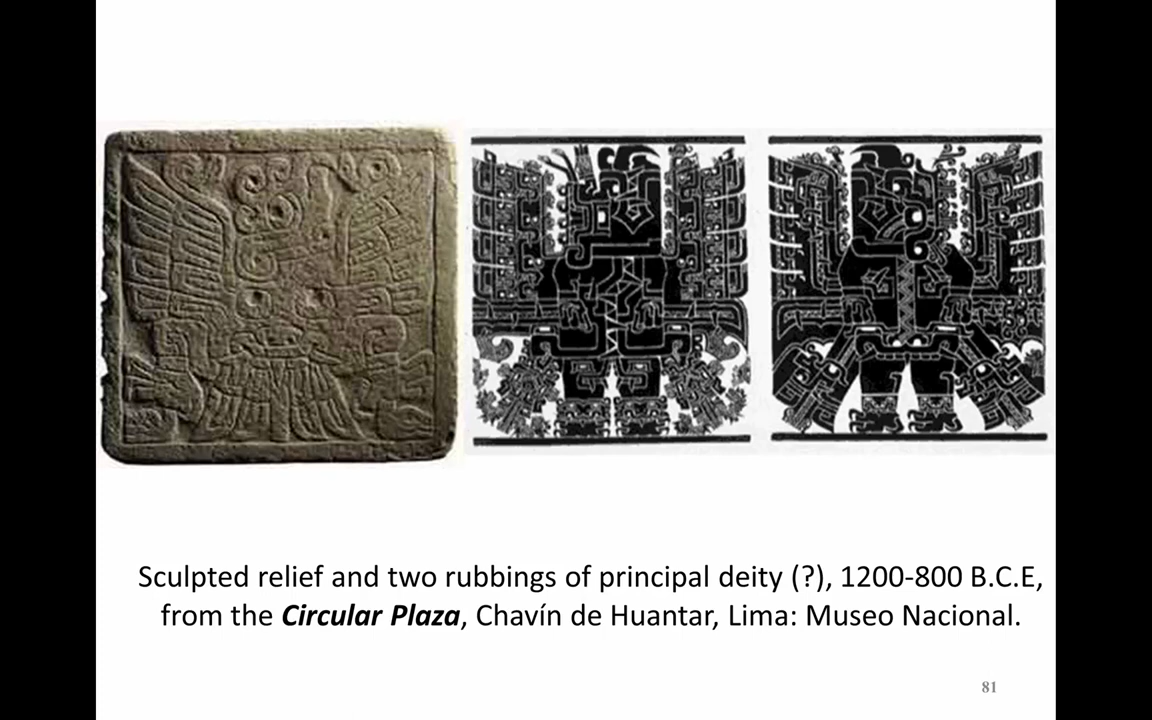 Sculpted relief and two rubbings of principal deity (?), 1200-800 B.C.E,
from the Circular Plaza, Chavín de Huantar, Lima: Museo Nacional.
81